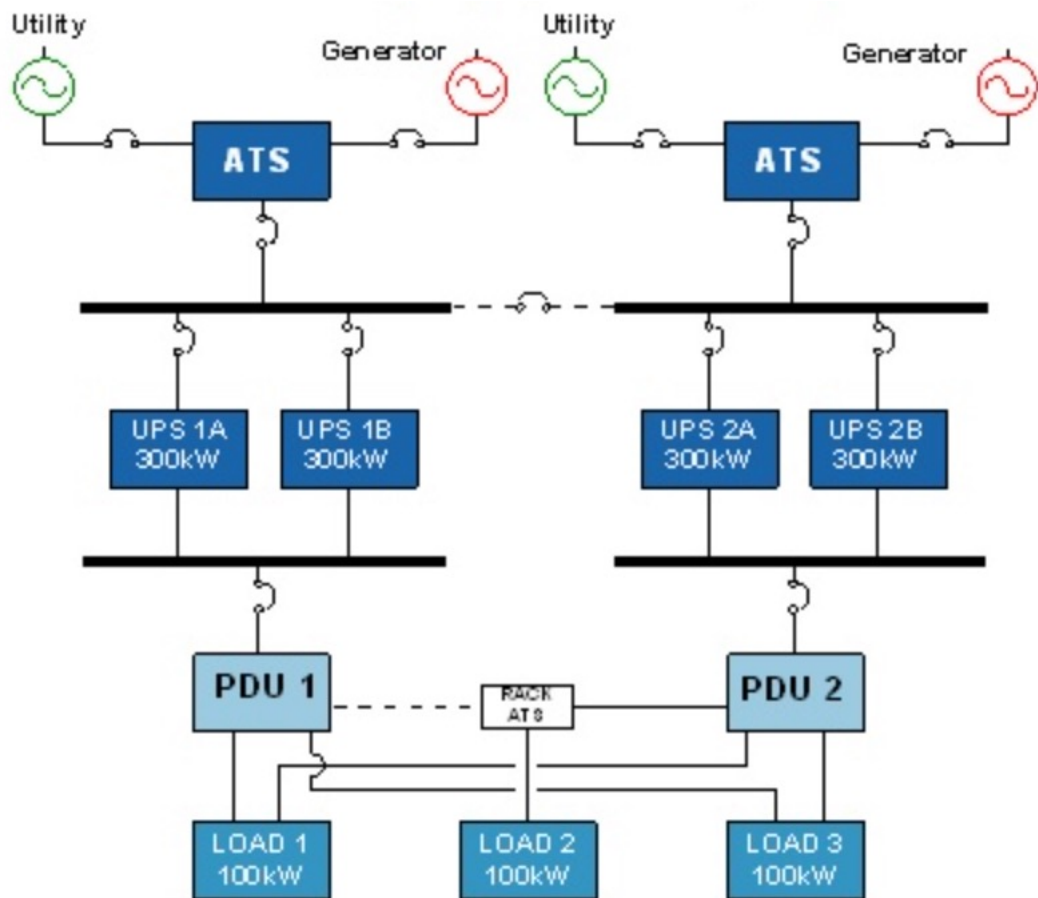 Utility
Generator
Utility
Generator
ATS
ATS
UPS 1A
300kW
UPS 1B
300kW
UPS 2A
300kW
UPS 2B
300kW
PDU 1
RACK
ATS
PDU 2
LOAD 1
100kW
LOAD 2
100kW
LOAD 3
100kW